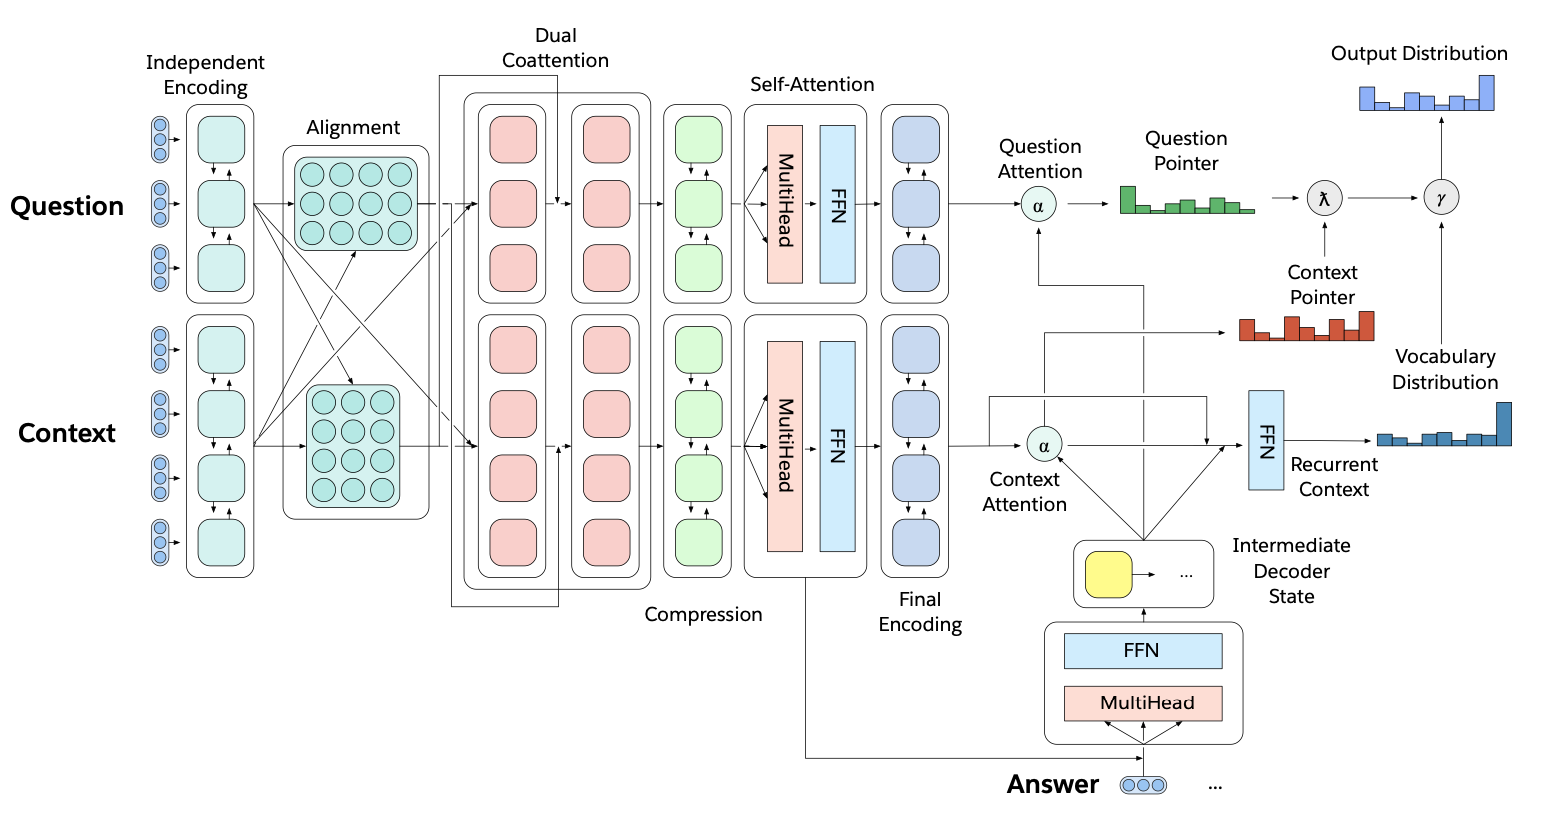 Independent
Encoding
Alignment
Dual
Coattention
Self-Attention
Question
Attention
Question
Pointer
Output Distribution
Question
MultiHead
FFN
α
ƛ
γ
Context
Pointer
Context
MultiHead
FFN
α
Context
Attention
FFN
Recurrent
Context
Vocabulary
Distribution
Compression
Final
Encoding
...
Intermediate
Decoder
State
FFN
MultiHead
Answer
...